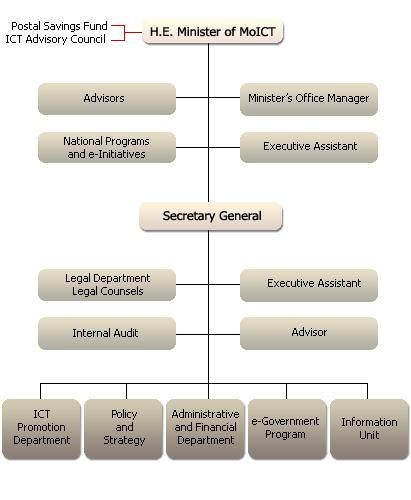 Postal Savings Fund
ICT Advisory Council
H.E. Minister of MoICT
Advisors
Minister's Office Manager
National Programs
and e-Initiatives
Executive Assistant
Secretary General
Legal Department
Legal Counsels
Executive Assistant
Internal Audit
Advisor
ICT
Promotion
Department
Policy
and
Strategy
Administrative
and Financial
Department
e-Government
Program
Information
Unit